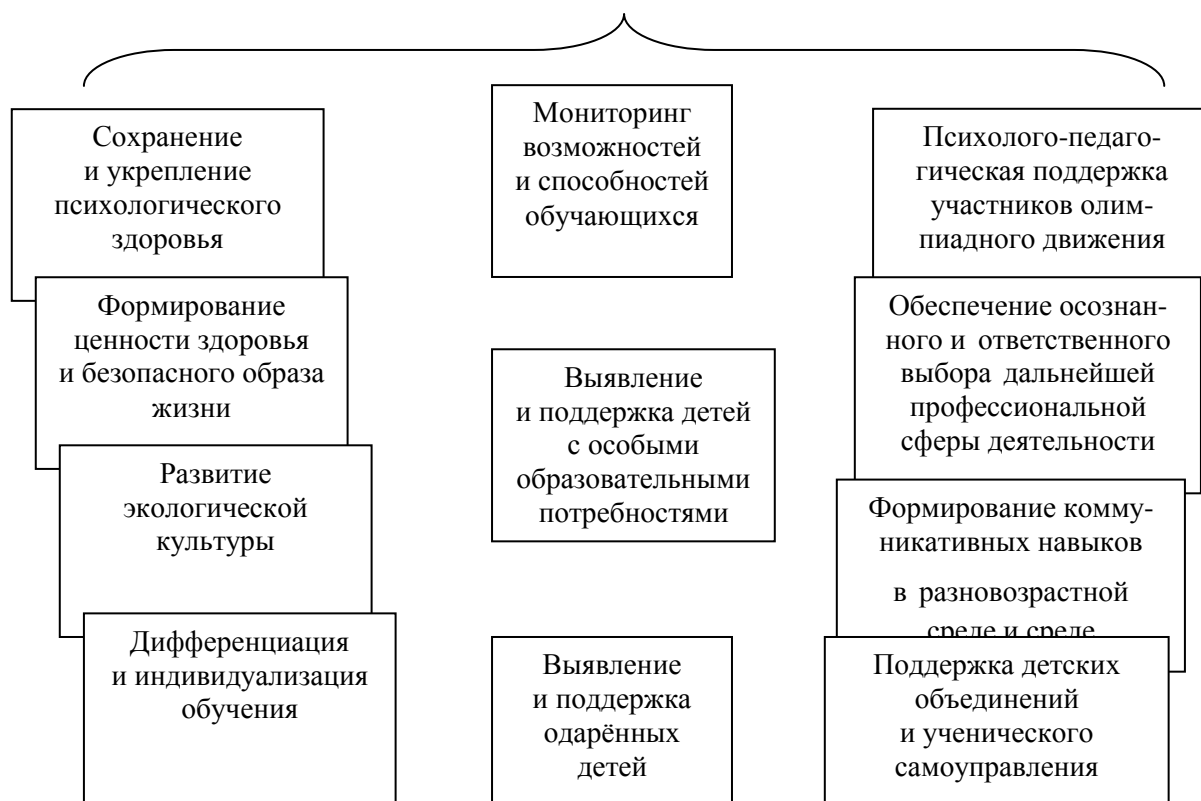 Сохранение
и укрепление
психологического
здоровья
Формирование
ценности здоровья
и безопасного образа
жизни
Развитие
экологической
культуры
Дифференциация
и индивидуализация
обучения
Мониторинг
возможностей
и способностей
обучающихся
Выявление
и поддержка детей
с особыми
образовательными
потребностями
Выявление
и поддержка
одарённых
детей
Психолого-педаго-
гическая поддержка
участников олим-
пиадного движения
Обеспечение осознан-
ного и ответственного
выбора дальнейшей
профессиональной
сферы деятельности
Формирование комму-
никативных навыков
в разновозрастной
среде и среде
Поддержка детских
объединений
и ученического
самоуправления